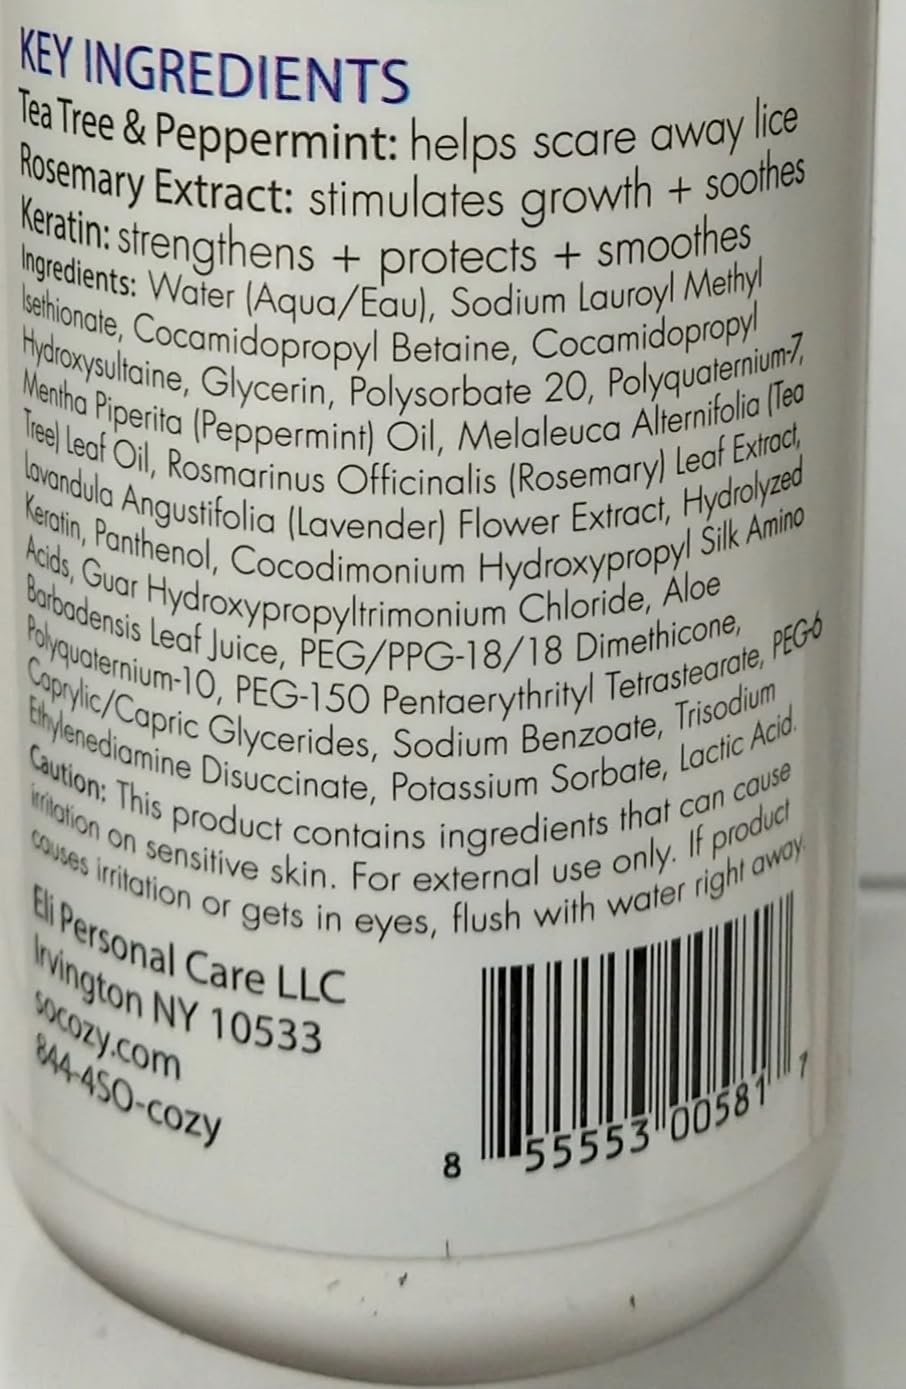 KEY INGREDIENTS
Tea Tree & Peppermint: helps scare away lice
Rosemary Extract: stimulates growth + soothes
Keratin: strengthens + protects + smoothes
Ingredients: Water (Aqua/Eau), Sodium Lauroyl Methyl
Isethionate, Cocamidopropyl Betaine, Cocamidopropyl
Hydroxysultaine, Glycerin, Polysorbate 20, Polyquaternium-7,
Mentha Piperita (Peppermint) Oil, Melaleuca Alternifolia (Tea
Tree) Leaf Oil, Rosmarinus Officinalis (Rosemary) Leaf Extract,
Lavandula Angustifolia (Lavender) Flower Extract, Hydrolyzed
Keratin, Panthenol, Cocodimonium Hydroxypropyl Silk Amino
Acids, Guar Hydroxypropyltrimonium Chloride, Aloe
Barbadensis Leaf Juice, PEG/PPG-18/18 Dimethicone,
Polyquaternium-10, PEG-150 Pentaerythrityl Tetrastearate, PEG-6
Caprylic/Capric Glycerides, Sodium Benzoate, Trisodium
Ethylenediamine Disuccinate, Potassium Sorbate, Lactic Acid.
Caution: This product contains ingredients that can cause
irritation on sensitive skin. For external use only. If product
causes irritation or gets in eyes, flush with water right away.
Eli Personal Care LLC
Irvington NY 10533
socozy.com
844-4SO-cozy
8 55553 00581 7